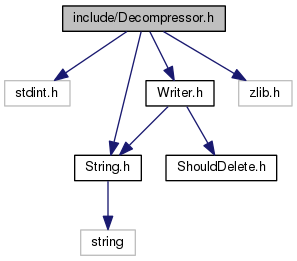 include/Decompressor.h
stdint.h
Writer.h
zlib.h
String.h
ShouldDelete.h
string